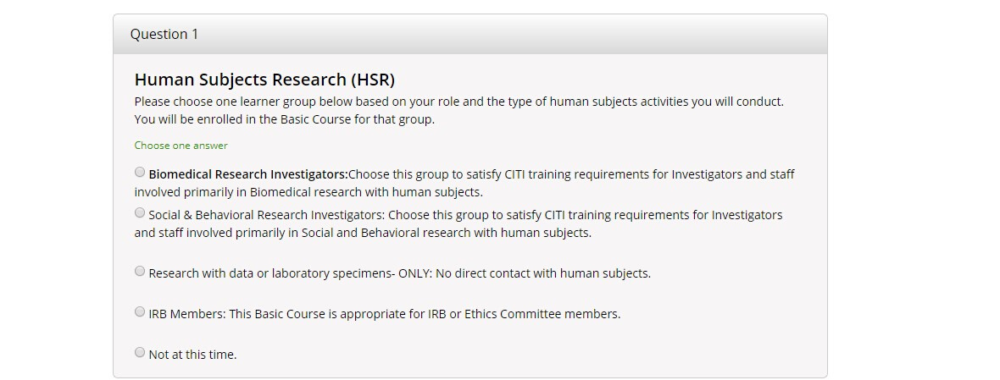 Question 1
Human Subjects Research (HSR)
Please choose one learner group below based on your role and the type of human subjects activities you will conduct.
You will be enrolled in the Basic Course for that group.
Choose one answer
Biomedical Research Investigators:Choose this group to satisfy CITI training requirements for Investigators and staff
involved primarily in Biomedical research with human subjects.
Social & Behavioral Research Investigators: Choose this group to satisfy CITI training requirements for Investigators
and staff involved primarily in Social and Behavioral research with human subjects.
Research with data or laboratory specimens- ONLY: No direct contact with human subjects.
IRB Members: This Basic Course is appropriate for IRB or Ethics Committee members.
Not at this time.